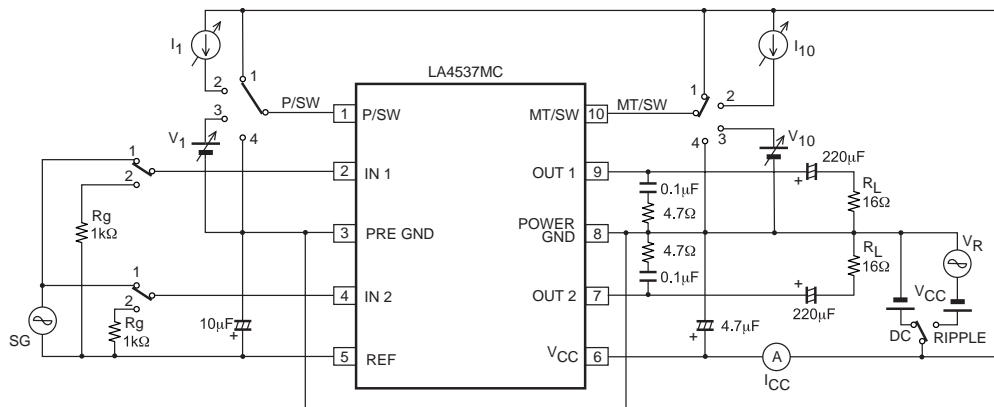 I1
1
2
3
4
P/SW
V1
LA4537MC
1 P/SW
2 IN 1
3 PRE GND
4 IN 2
5 REF
MT/SW 10
OUT 1 9
POWER GND 8
OUT 2 7
VCC 6
MT/SW
1
2
3
4
I10
V10
220µF
+
0.1µF
4.7Ω
RL
16Ω
4.7Ω
0.1µF
RL
16Ω
+
220µF
VR
VCC
DC
RIPPLE
4.7µF
+
A
ICC
1
2
Rg
1kΩ
1
2
Rg
1kΩ
SG
10µF
+